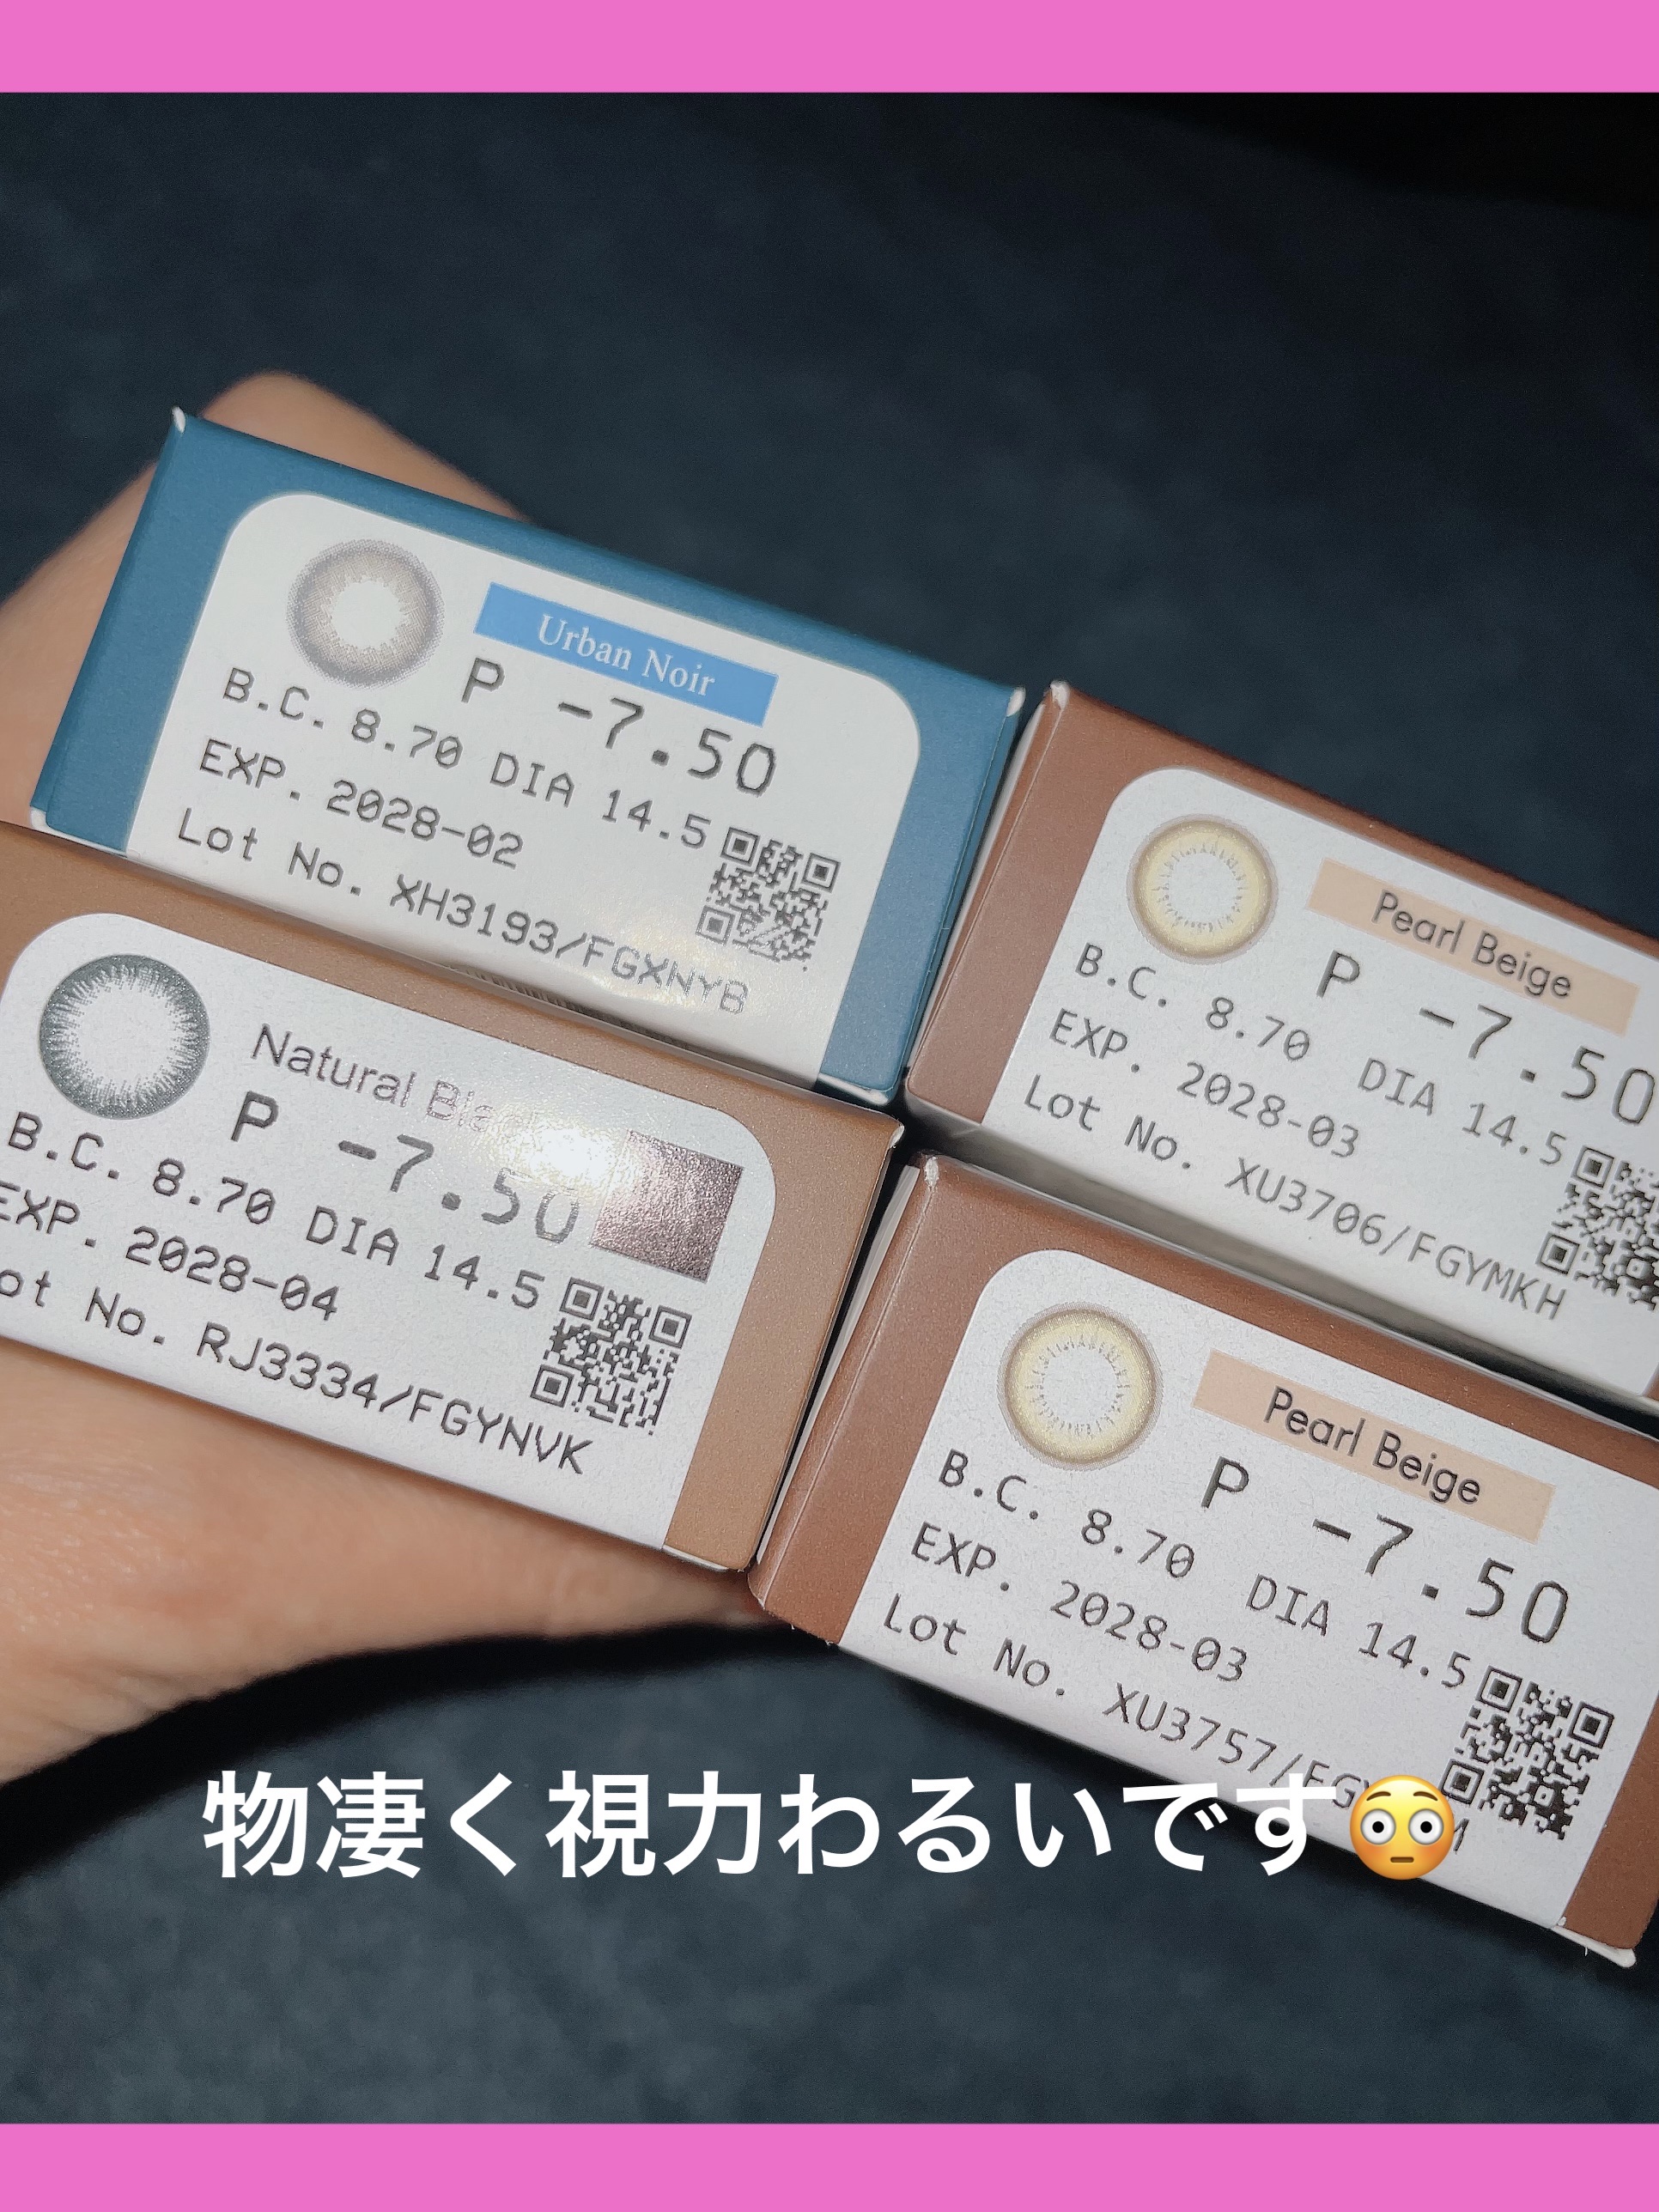 Urban Noir
P -7.50
B.C. 8.70 DIA 14.5
EXP. 2028-02
Lot No. XH3193/FGXNYB
Pearl Beige
P -7.50
B.C. 8.70 DIA 14.5
EXP. 2028-03
Lot No. XU3706/FGYMKH
Natural
P -7.50
B.C. 8.70 DIA 14.5
EXP. 2028-04
Lot No. RJ3334/FGYNVK
Pearl Beige
P -7.50
B.C. 8.70 DIA 14.5
EXP. 2028-03
Lot No.
物凄く視力わるいです😳